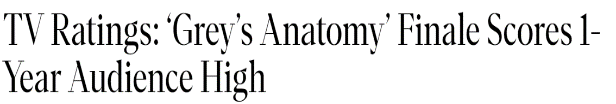 TV Ratings: ‘Grey’s Anatomy’ Finale Scores 1-
Year Audience High